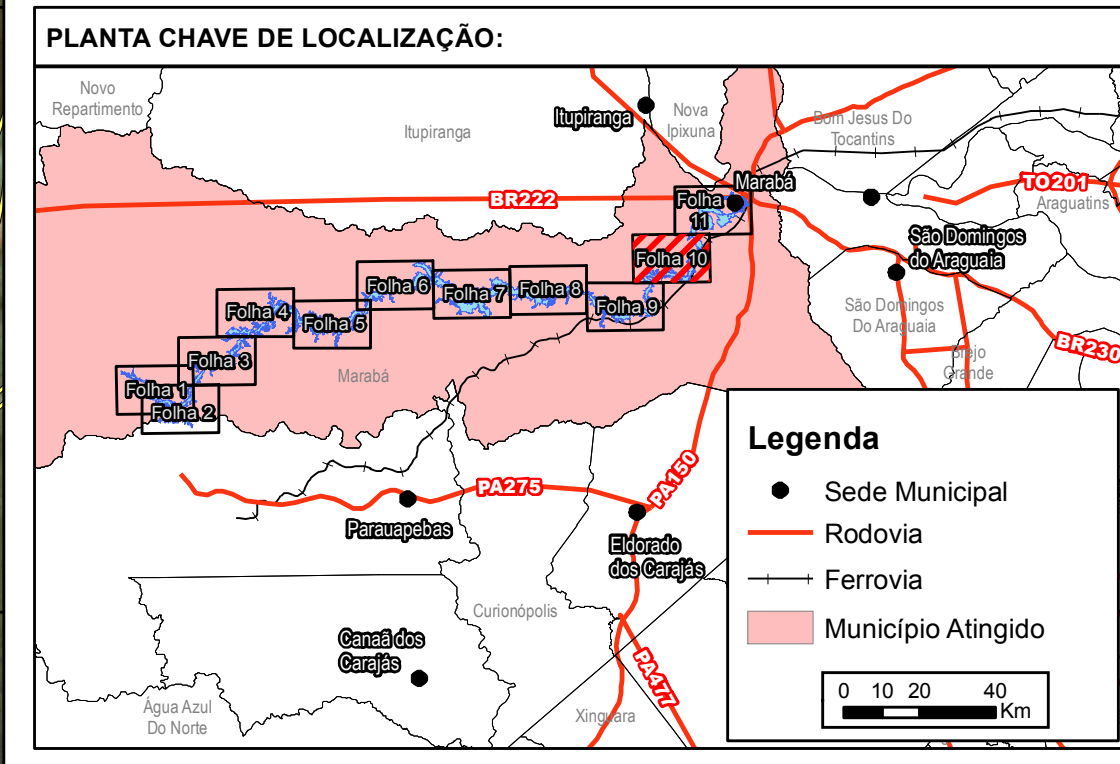 PLANTA CHAVE DE LOCALIZAÇÃO:
Novo
Repartimento
Itupiranga
Itupiranga
Nova
Ipixuna
Bom Jesus Do
Tocantins
Marabá
BR222
TO201
Araguatins
Folha
11
São Domingos
do Araguaia
Folha 10
Folha 6
Folha 7
Folha 8
Folha 9
Folha 4
Folha 5
São Domingos
Do Araguaia
BR230
Brejo
Grande
Folha 3
Marabá
Folha 1
Folha 2
PA275
PA150
Parauapebas
Eldorado
dos Carajás
Curionópolis
Canaã dos
Carajás
PA477
Água Azul
Do Norte
Xinguara
Legenda
Sede Municipal
Rodovia
Ferrovia
Município Atingido
0 10 20 40
Km